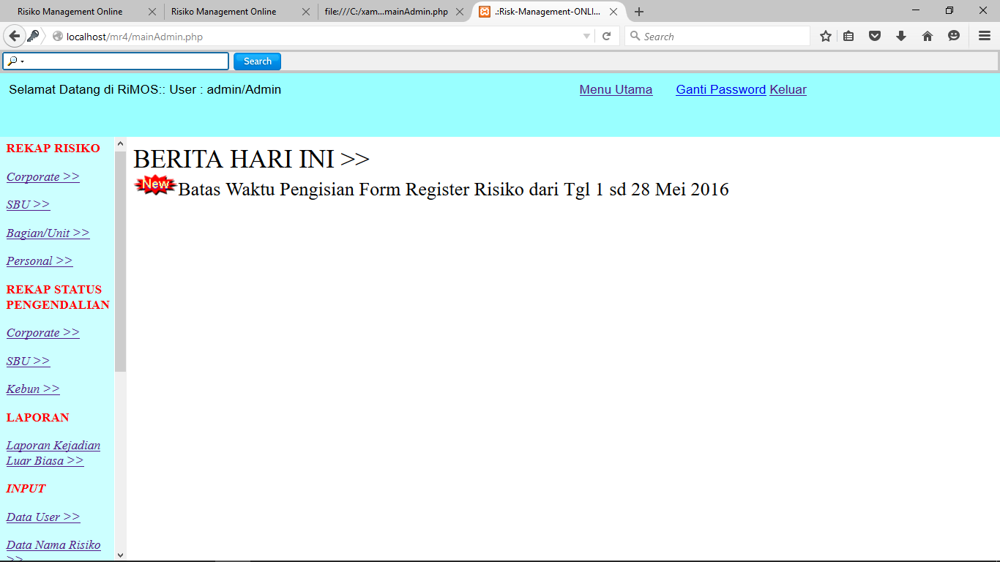 Risiko Management Online
Risiko Management Online
file:///C:/xam...mainAdmin.php
.:Risk-Management-ONLI...
localhost/mr4/mainAdmin.php
Search
Search
Selamat Datang di RiMOS:: User : admin/Admin
Menu Utama
Ganti Password Keluar
REKAP RISIKO
Corporate >>
SBU >>
Bagian/Unit >>
Personal >>
REKAP STATUS
PENGENDALIAN
Corporate >>
SBU >>
Kebun >>
LAPORAN
Laporan Kejadian
Luar Biasa >>
INPUT
Data User >>
Data Nama Risiko
>>
BERITA HARI INI >>
New Batas Waktu Pengisian Form Register Risiko dari Tgl 1 sd 28 Mei 2016